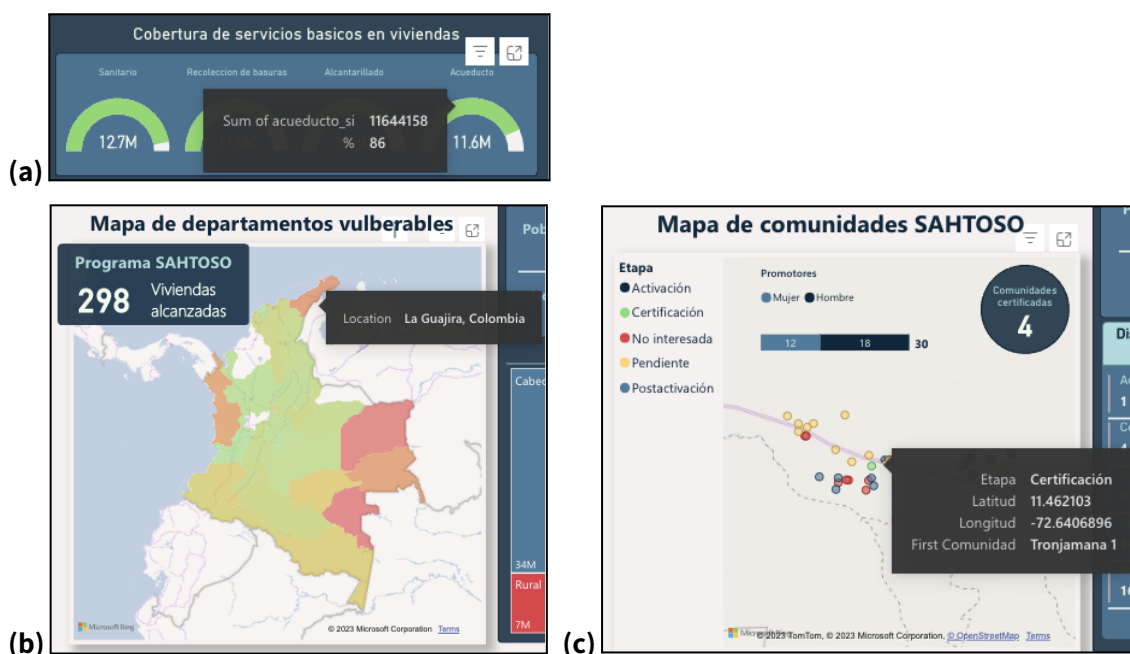 Cobertura de servicios basicos en viviendas
Sanitario Recoleccion de basuras Alcantarillado Acueducto
Sum of acueducto_si 11644158
% 86
12.7M 11.6M
(a)
Mapa de departamentos vulberables
Programa SAHTOSO
298 Viviendas
alcanzadas
Location La Guajira, Colombia
Pob
Cabec
34M
Rural
7M
Microsoft Bing © 2023 Microsoft Corporation Terms
(b)
Mapa de comunidades SAHTOSO
Etapa
Activación
Certificación
No interesada
Pendiente
Postactivación
Promotores
Mujer Hombre
12 18 30
Comunidades
certificadas
4
Etapa Certificación
Latitud 11.462103
Longitud -72.6406896
First Comunidad Tronjamana 1
Di
© 2023 TomTom, © 2023 Microsoft Corporation, © OpenStreetMap Terms
(c)